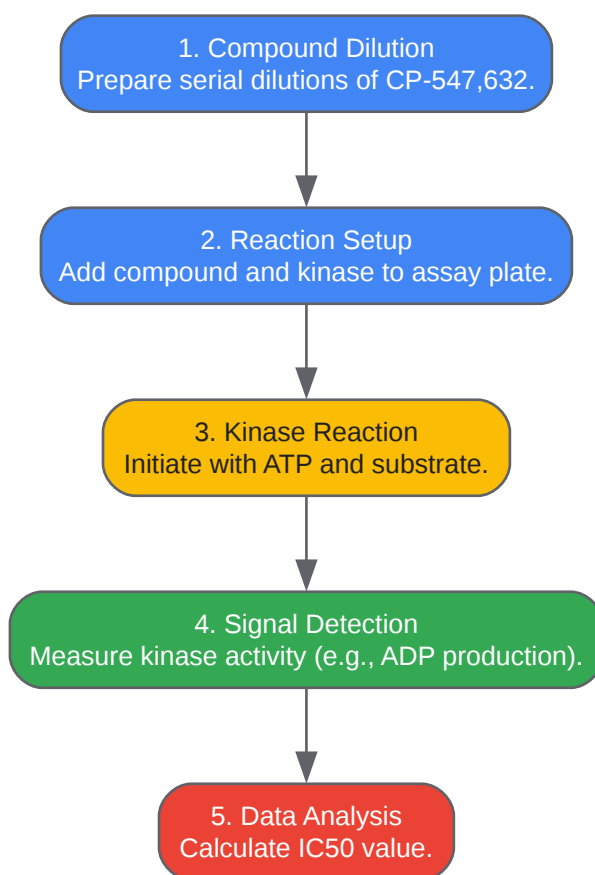 1. Compound Dilution
Prepare serial dilutions of CP-547,632.
2. Reaction Setup
Add compound and kinase to assay plate.
3. Kinase Reaction
Initiate with ATP and substrate.
4. Signal Detection
Measure kinase activity (e.g., ADP production).
5. Data Analysis
Calculate IC50 value.